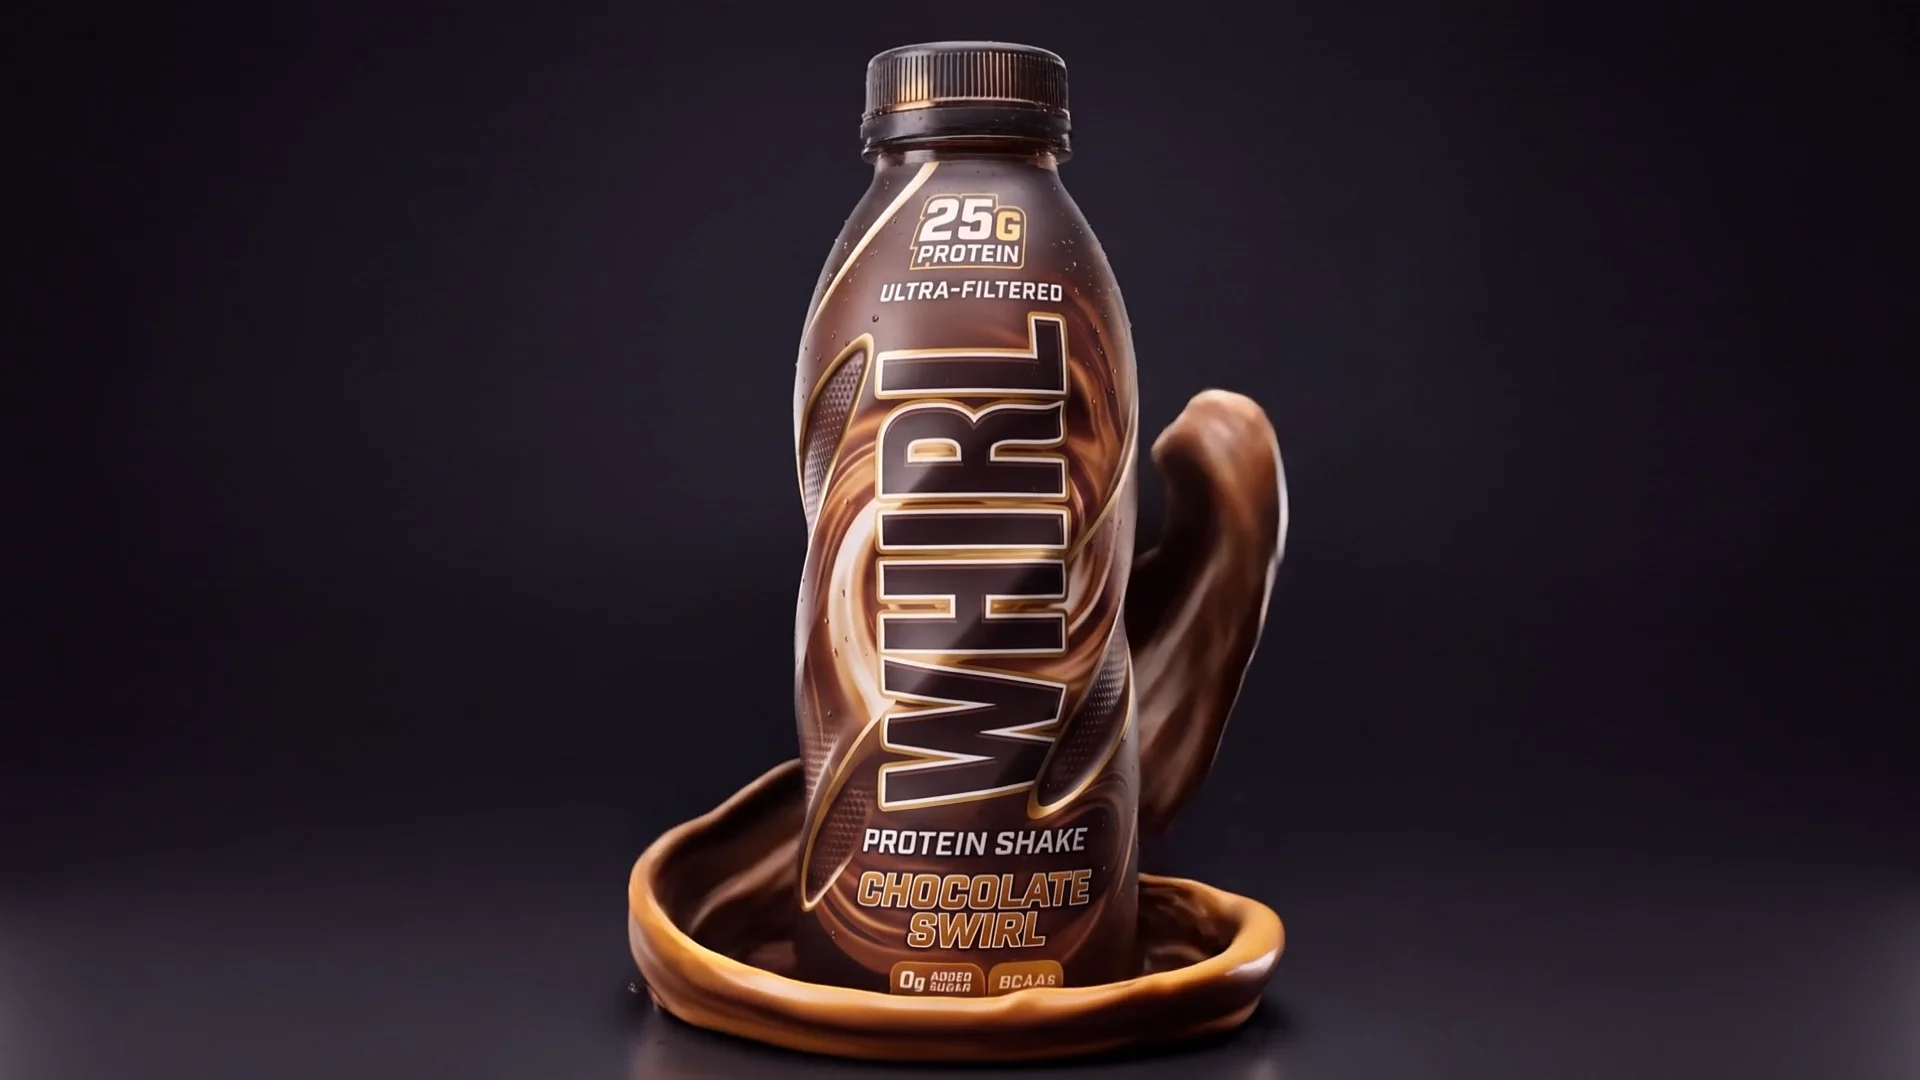 25G
PROTEIN
ULTRA-FILTERED
WHIRL
PROTEIN SHAKE
CHOCOLATE
SWIRL
0g ADDED SUGAR
BCAAs